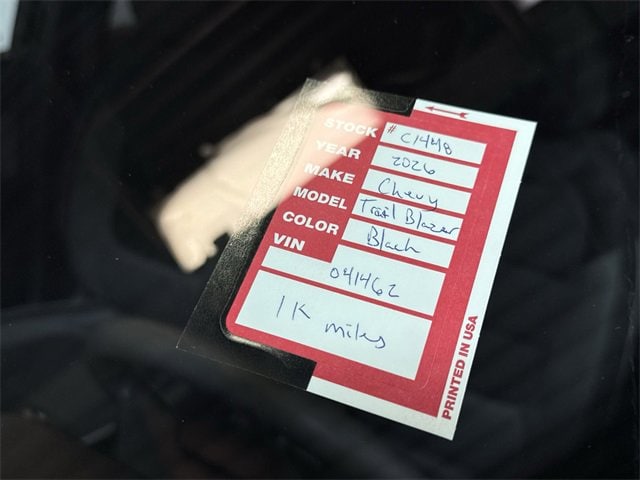 STOCK # C1448
YEAR 2026
MAKE Chevy
MODEL Trail Blazer
COLOR Black
VIN 041462
1K miles
PRINTED IN USA